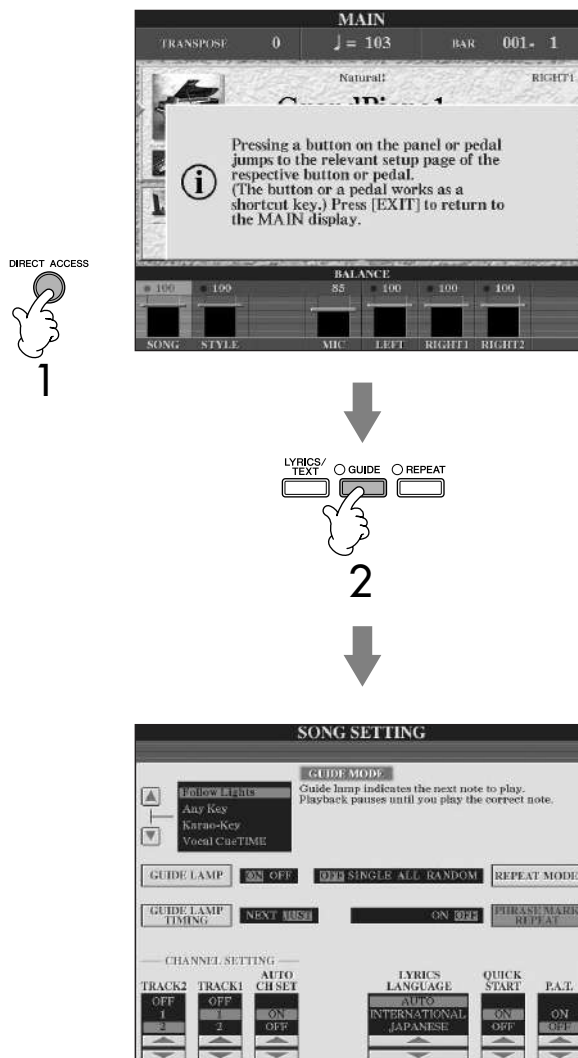 MAIN
TRANSPOSE 0 ♩= 103 BAR 001- 1
Natural! RIGHT1
GrandPiano1
Pressing a button on the panel or pedal
jumps to the relevant setup page of the
respective button or pedal.
(The button or a pedal works as a
shortcut key.) Press [EXIT] to return to
the MAIN display.
DIRECT ACCESS
BALANCE
100 100 85 100 100 100
SONG STYLE MIC LEFT RIGHT1 RIGHT2
1
LYRICS/
TEXT GUIDE REPEAT
2
SONG SETTING
GUIDE MODE
Follow Lights
Any Key
Karao-Key
Vocal CueTIME
Guide lamp indicates the next note to play.
Playback pauses until you play the correct note.
GUIDE LAMP ON OFF OFF SINGLE ALL RANDOM REPEAT MODE
GUIDE LAMP
TIMING NEXT JUST ON OFF PHRASE MARK
REPEAT
CHANNEL SETTING
TRACK2 TRACK1 AUTO
CH SET LYRICS
LANGUAGE QUICK
START P.A.T.
OFF OFF AUTO
1 1 ON INTERNATIONAL ON ON
2 2 OFF JAPANESE OFF OFF